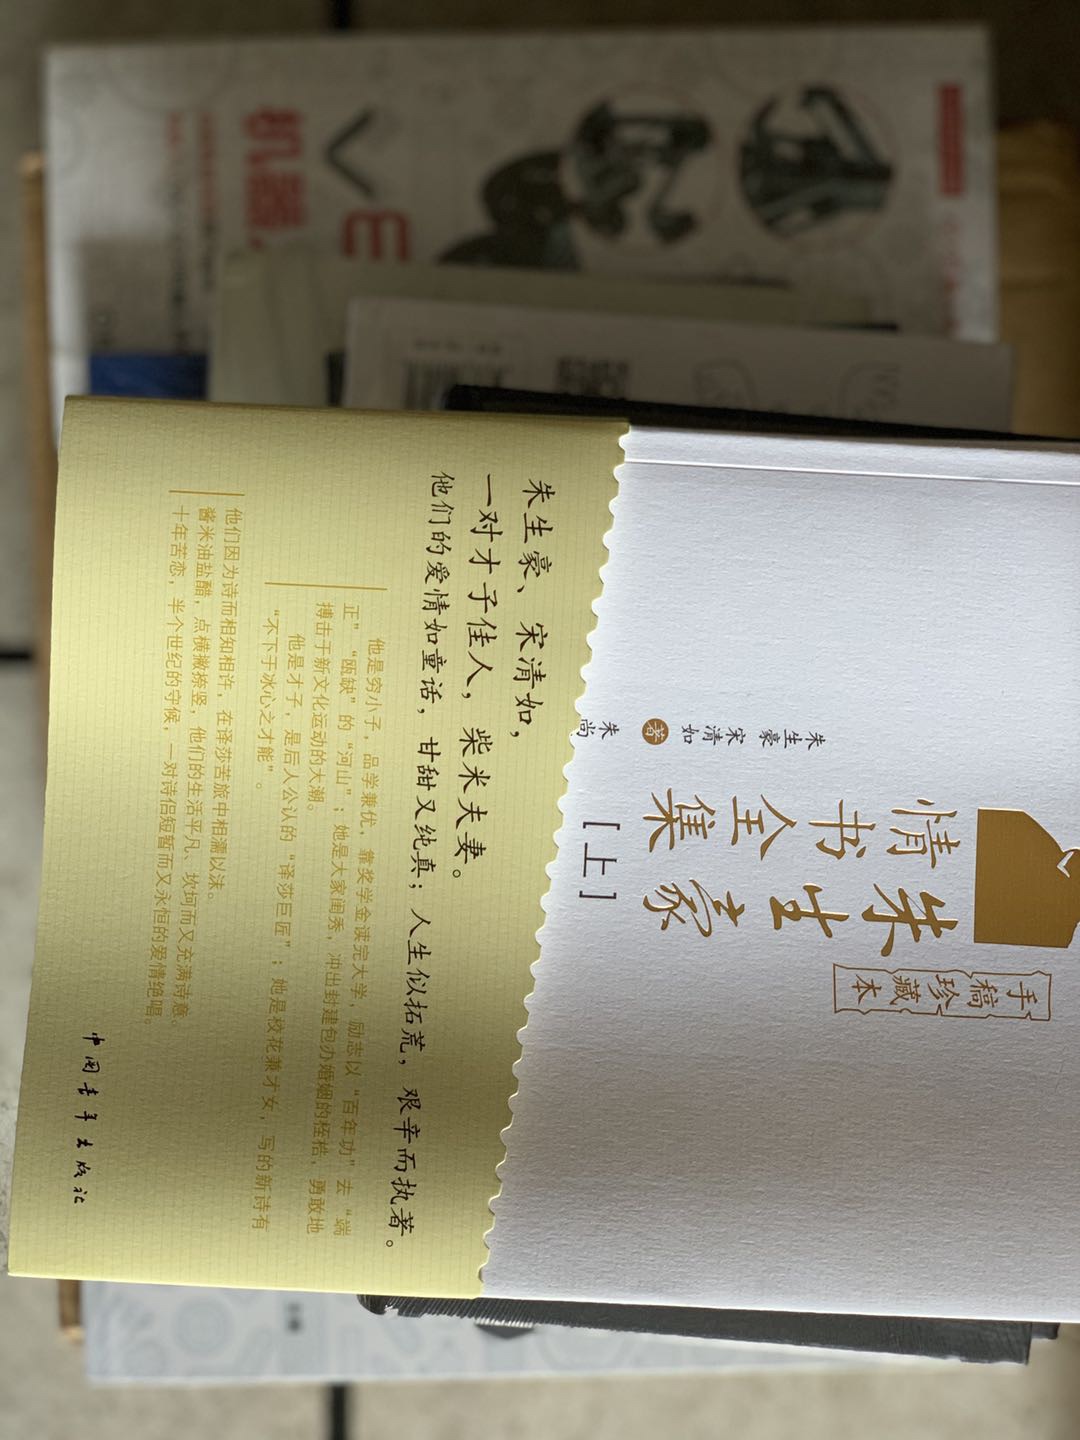 手稿珍藏本
朱生豪
情书全集
[上]
朱生豪 宋清如
著
朱尚
朱生豪、宋清如，
一对才子佳人，柴米夫妻。
他们的爱情如童话，甘甜又纯真；人生似拓荒，艰辛而执著。
他是穷小子，品学兼优，靠奖学金读完大学，励志以“百年功”去“端
正”“瓯缺”的“河山”；她是大家闺秀，冲出封建包办婚姻的桎梏，勇敢地
搏击于新文化运动的大潮。
他是才子，是后人公认的“译莎巨匠”；她是校花兼才女，写的新诗有
“不下于冰心之才能”。
他们因为诗而相知相许，在译莎苦旅中相濡以沫。
酱米油盐醋，点横撇捺竖，他们的生活平凡、坎坷而又充满诗意。
十年苦恋，半个世纪的守候，一对诗侣短暂而又永恒的爱情绝唱
中国青年出版社
机器
VE